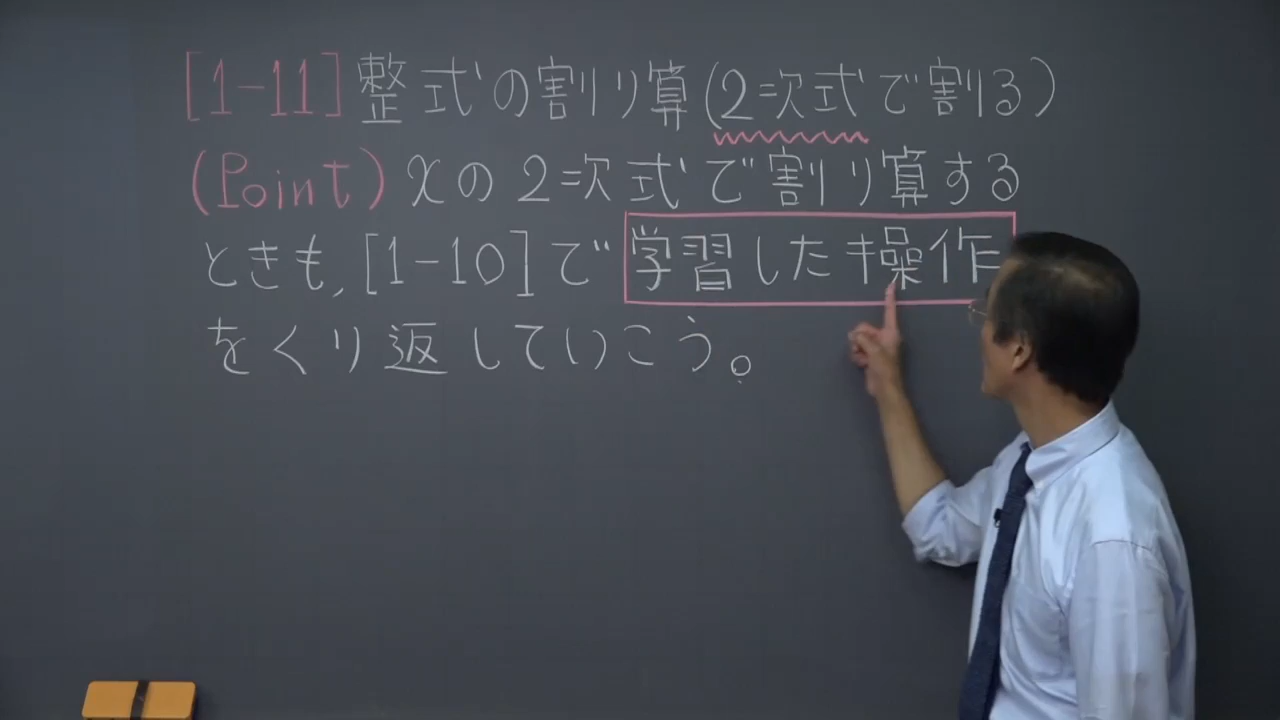 [1-11] 整式の割り算(2次式で割る)
(Point) xの2次式で割り算する
ときも,[1-10]で学習した操作
をくり返していこう。